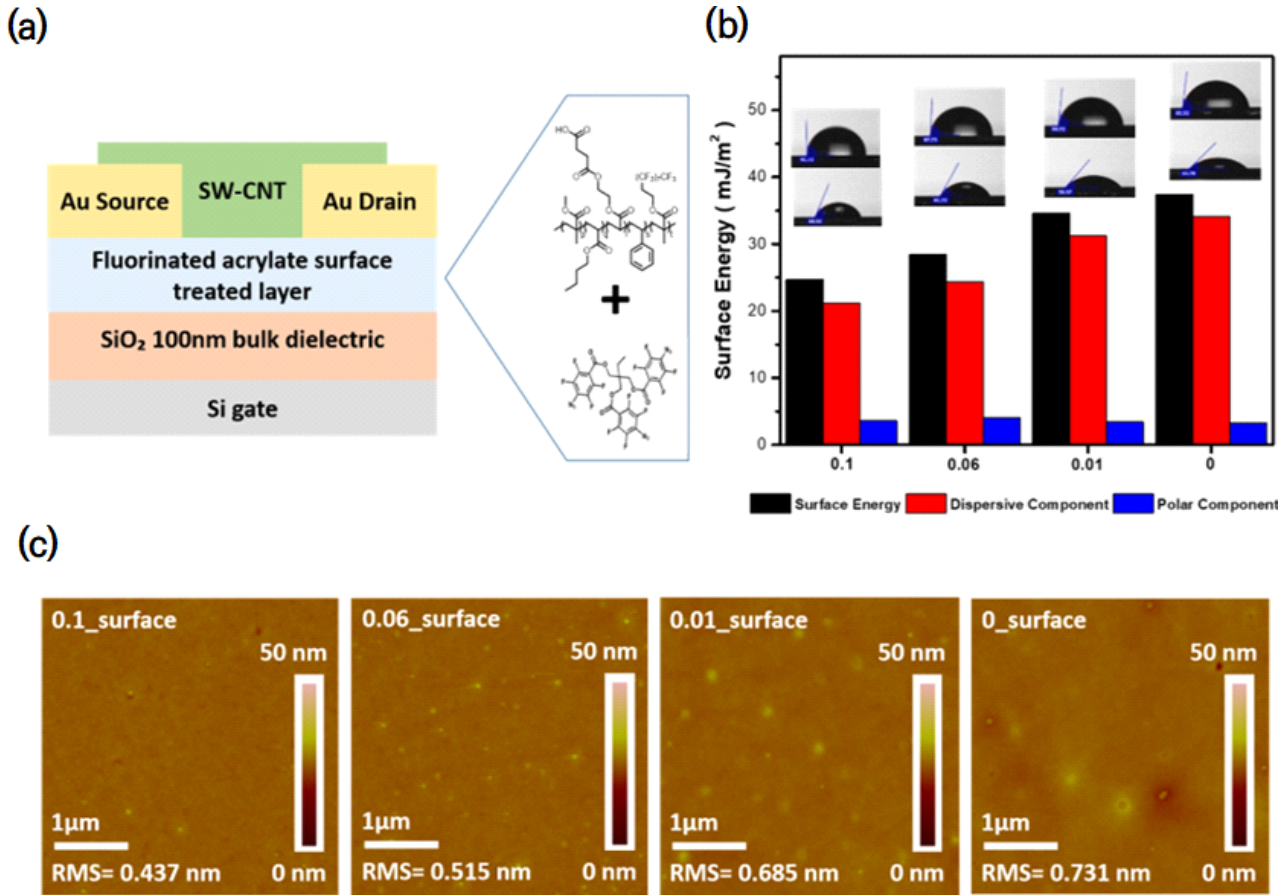 (a)
Au Source
SW-CNT
Au Drain
Fluorinated acrylate surface
treated layer
SiO₂ 100nm bulk dielectric
Si gate
HO
O
(CF₂)₇CF₃
+
(b)
Surface Energy ( mJ/m²)
50
40
30
20
10
0
0.1
0.06
0.01
0
Surface Energy
Dispersive Component
Polar Component
(c)
0.1_surface
50 nm
1μm
RMS= 0.437 nm
0 nm
0.06_surface
50 nm
1μm
RMS= 0.515 nm
0 nm
0.01_surface
50 nm
1μm
RMS= 0.685 nm
0 nm
0_surface
50 nm
1μm
RMS= 0.731 nm
0 nm